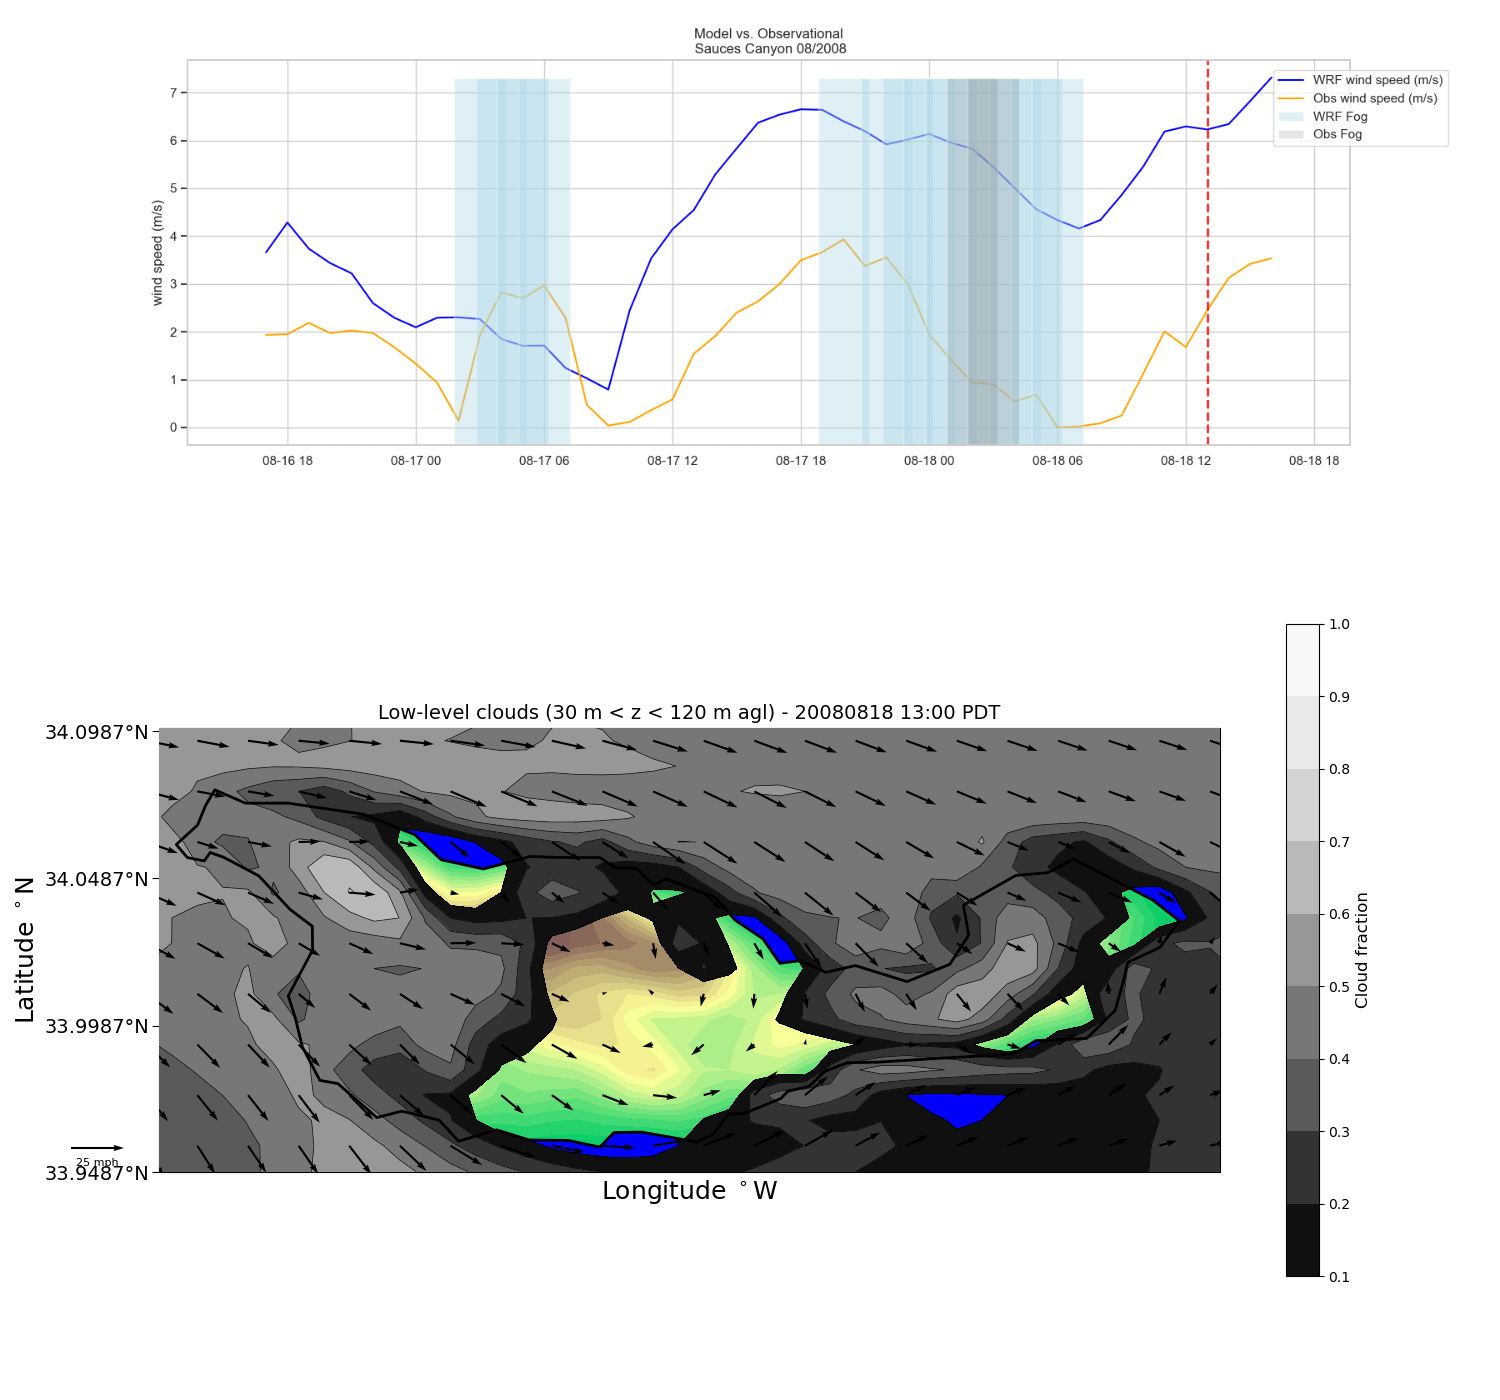 Model vs. Observational
Sauces Canyon 08/2008
7
6
5
4
3
2
1
0
wind speed (m/s)
WRF wind speed (m/s)
Obs wind speed (m/s)
WRF Fog
Obs Fog
08-16 18
08-17 00
08-17 06
08-17 12
08-17 18
08-18 00
08-18 06
08-18 12
08-18 18
Low-level clouds (30 m < z < 120 m agl) - 20080818 13:00 PDT
34.0987°N
34.0487°N
33.9987°N
33.9487°N
Latitude °N
25 mph
Longitude °W
1.0
0.9
0.8
0.7
0.6
0.5
0.4
0.3
0.2
0.1
Cloud fraction